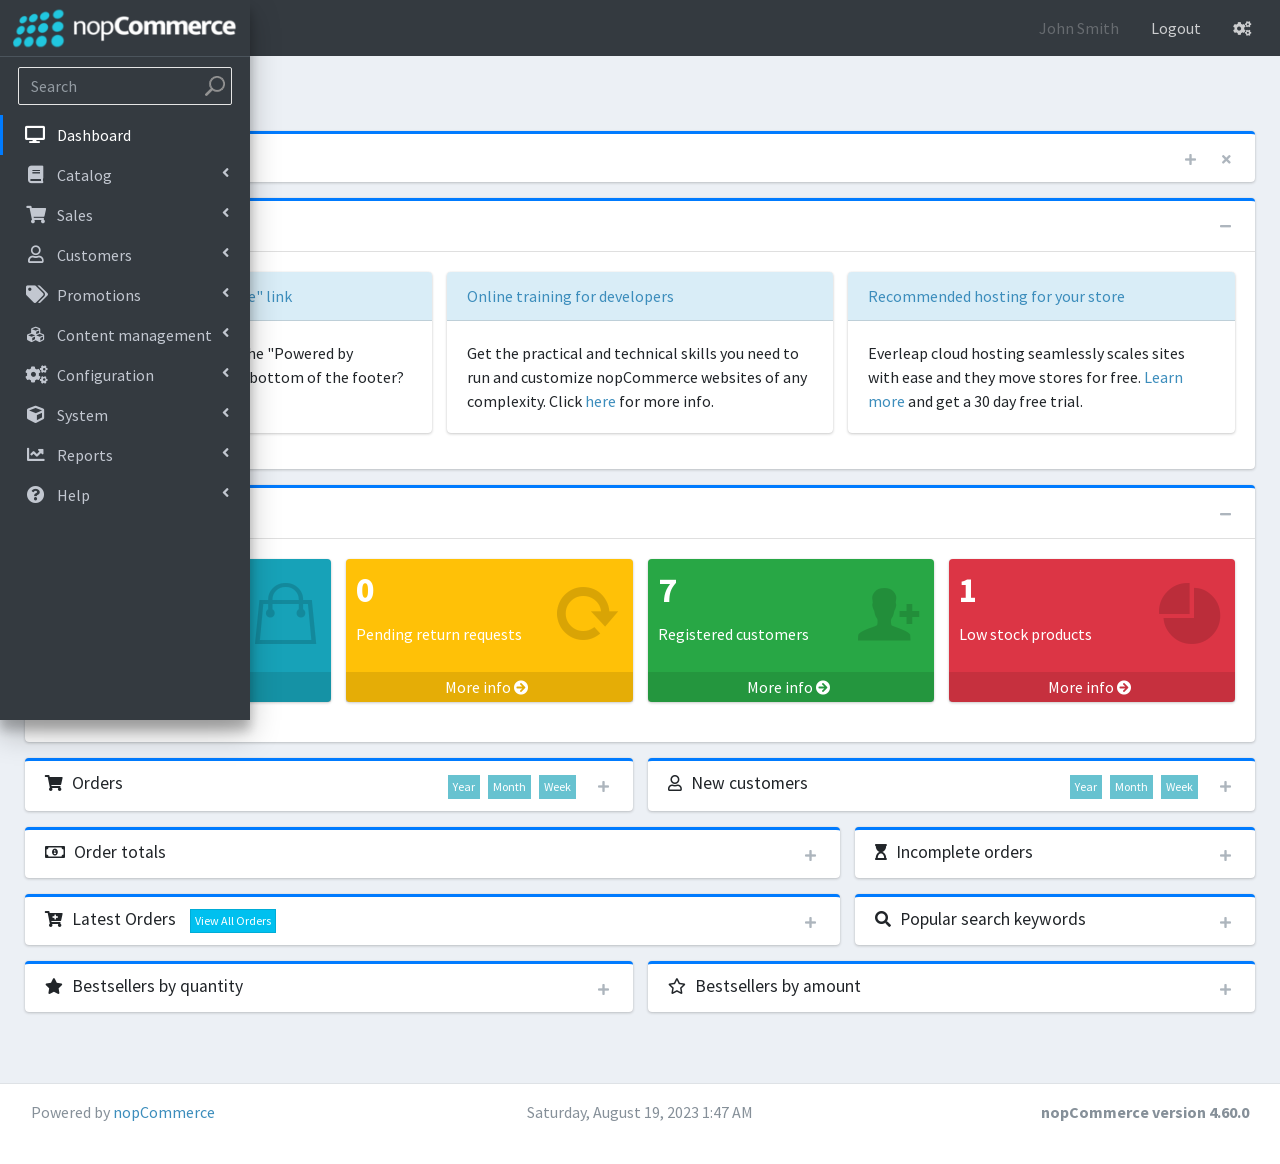 nopCommerce
John Smith
Logout
Search
Dashboard
Catalog
Sales
Customers
Promotions
Content management
Configuration
System
Reports
Help
link
Online training for developers
Recommended hosting for your store
"Powered by
bottom of the footer?
Get the practical and technical skills you need to
run and customize nopCommerce websites of any
complexity. Click here for more info.
Everleap cloud hosting seamlessly scales sites
with ease and they move stores for free. Learn
more and get a 30 day free trial.
0
Pending return requests
More info
7
Registered customers
More info
1
Low stock products
More info
Orders
Year Month Week
New customers
Year Month Week
Order totals
Incomplete orders
Latest Orders View All Orders
Popular search keywords
Bestsellers by quantity
Bestsellers by amount
Powered by nopCommerce
Saturday, August 19, 2023 1:47 AM
nopCommerce version 4.60.0